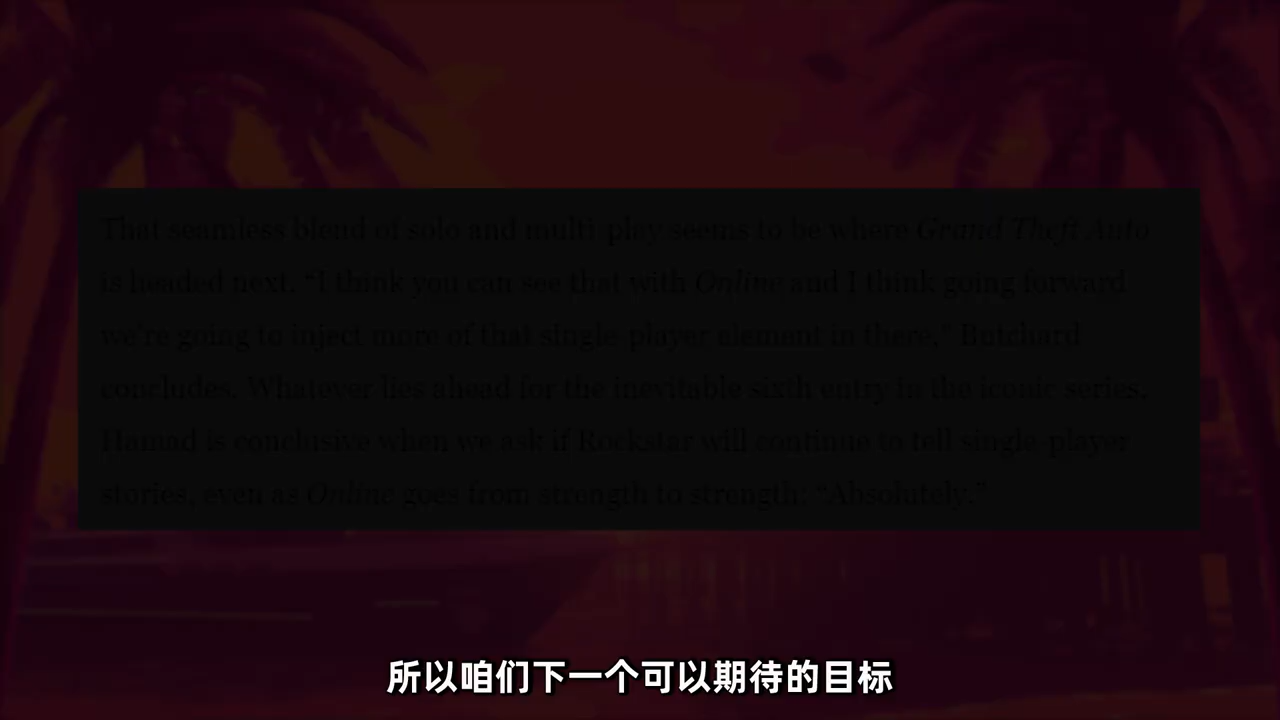 That seamless blend of solo and multi-play seems to be where Grand Theft Auto
is headed next. “I think you can see that with Online and I think going forward
we’re going to inject more of that single-player element in there,” Butchard
concludes. Whatever lies ahead for the inevitable sixth entry in the iconic series,
Hamad is conclusive when we ask if Rockstar will continue to tell single-player
stories, even as Online goes from strength to strength: “Absolutely.”
所以咱们下一个可以期待的目标